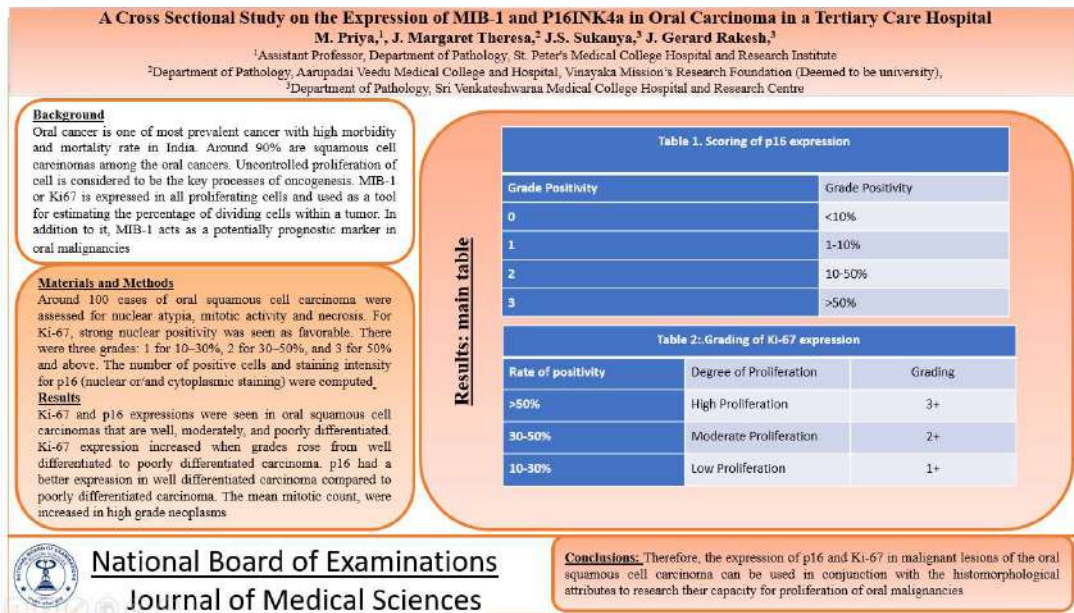 A Cross Sectional Study on the Expression of MIB-1 and P16INK4a in Oral Carcinoma in a Tertiary Care Hospital
M. Priya,¹, J. Margaret Theresa,² J.S. Sukanya,³ J. Gerard Rakesh,³
¹Assistant Professor, Department of Pathology, St. Peter's Medical College Hospital and Research Institute
²Department of Pathology, Aarupadai Veedu Medical College and Hospital, Vinayaka Mission's Research Foundation (Deemed to be university),
³Department of Pathology, Sri Venkateshwaraa Medical College Hospital and Research Centre
Background
Oral cancer is one of most prevalent cancer with high morbidity
and mortality rate in India. Around 90% are squamous cell
carcinomas among the oral cancers. Uncontrolled proliferation of
cell is considered to be the key processes of oncogenesis. MIB-1
or Ki67 is expressed in all proliferating cells and used as a tool
for estimating the percentage of dividing cells within a tumor. In
addition to it, MIB-1 acts as a potentially prognostic marker in
oral malignancies
Materials and Methods
Around 100 cases of oral squamous cell carcinoma were
assessed for nuclear atypia, mitotic activity and necrosis. For
Ki-67, strong nuclear positivity was seen as favorable. There
were three grades: 1 for 10–30%, 2 for 30–50%, and 3 for 50%
and above. The number of positive cells and staining intensity
for p16 (nuclear or/and cytoplasmic staining) were computed.
Results
Ki-67 and p16 expressions were seen in oral squamous cell
carcinomas that are well, moderately, and poorly differentiated.
Ki-67 expression increased when grades rose from well
differentiated to poorly differentiated carcinoma. p16 had a
better expression in well differentiated carcinoma compared to
poorly differentiated carcinoma. The mean mitotic count, were
increased in high grade neoplasms
Results: main table
Table 1. Scoring of p16 expression
Grade Positivity Grade Positivity
0 <10%
1 1-10%
2 10-50%
3 >50%
Table 2:.Grading of Ki-67 expression
Rate of positivity Degree of Proliferation Grading
>50% High Proliferation 3+
30-50% Moderate Proliferation 2+
10-30% Low Proliferation 1+
National Board of Examinations
Journal of Medical Sciences
Conclusions: Therefore, the expression of p16 and Ki-67 in malignant lesions of the oral
squamous cell carcinoma can be used in conjunction with the histomorphological
attributes to research their capacity for proliferation of oral malignancies